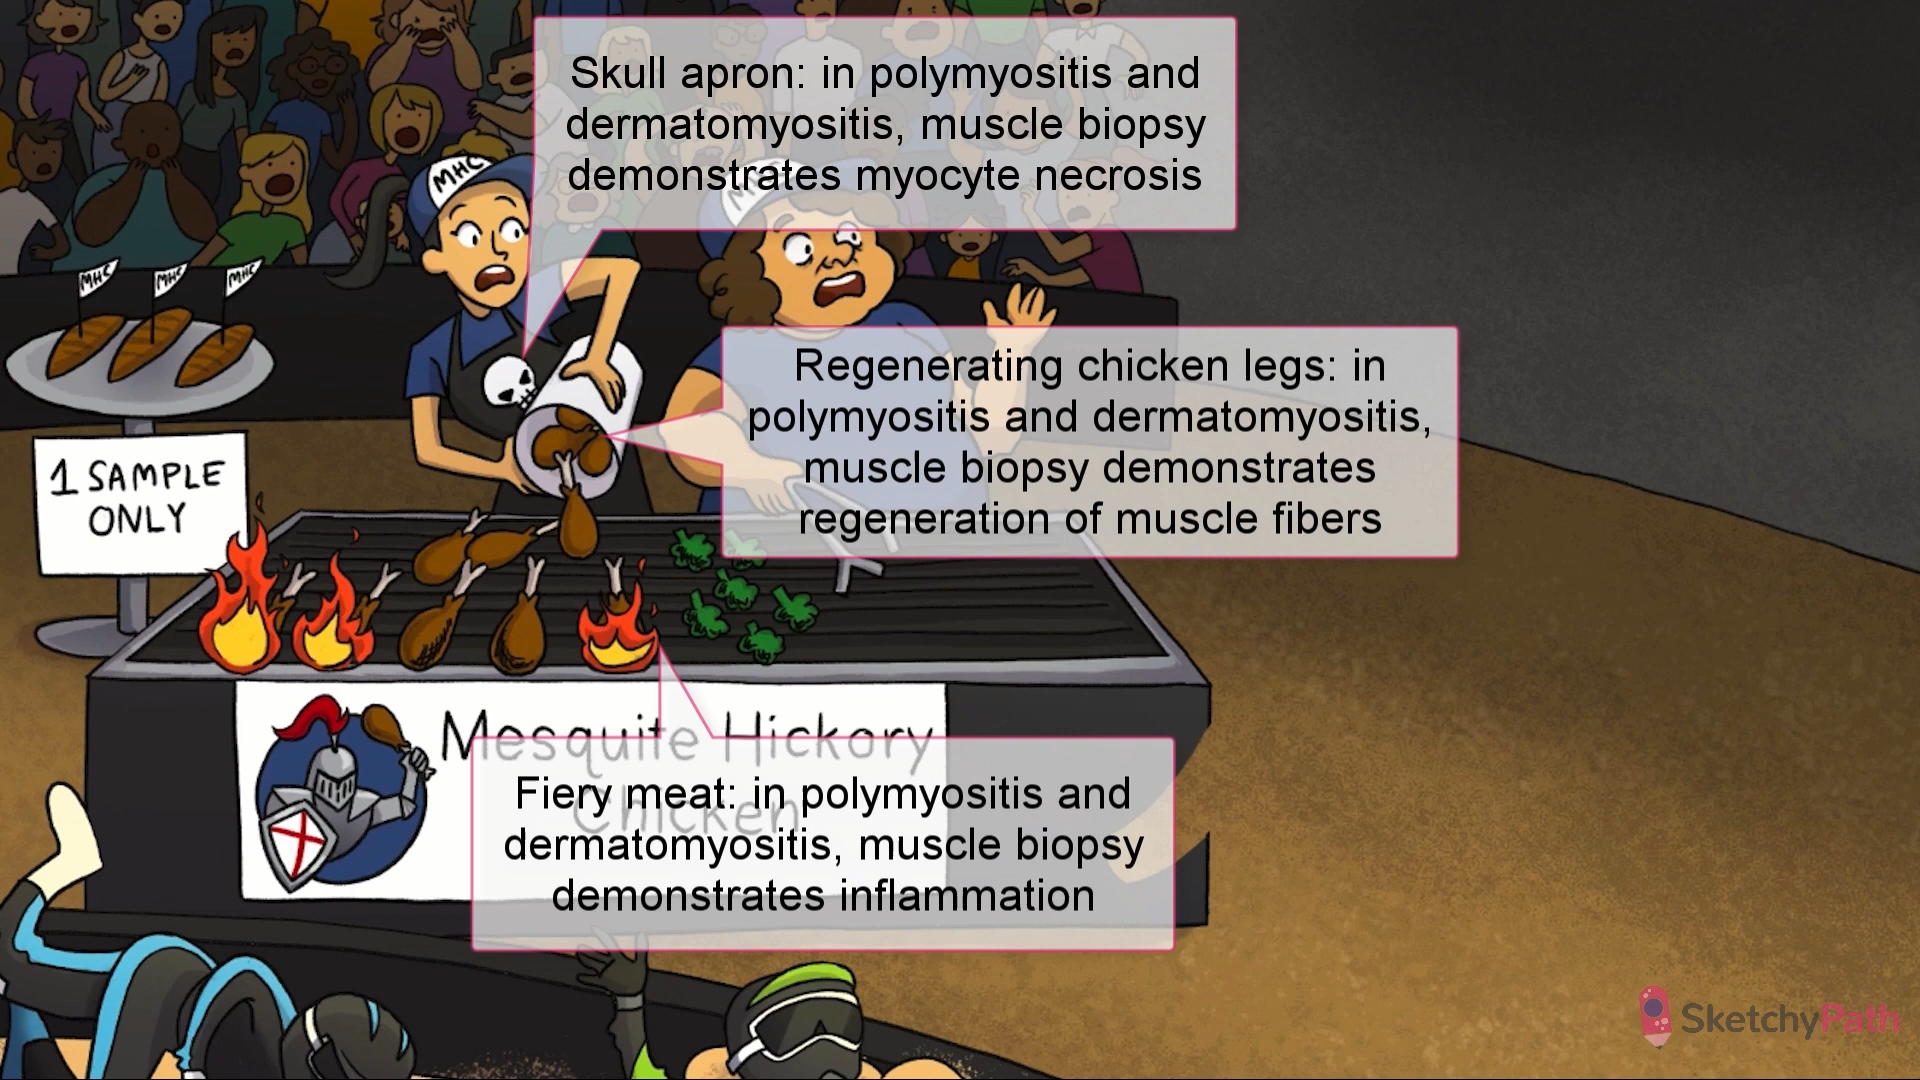 Skull apron: in polymyositis and
dermatomyositis, muscle biopsy
demonstrates myocyte necrosis
MHC
MHC
MHC
MHC
Regenerating chicken legs: in
polymyositis and dermatomyositis,
muscle biopsy demonstrates
regeneration of muscle fibers
1 SAMPLE
ONLY
Mesquite Hickory
Chicken
Fiery meat: in polymyositis and
dermatomyositis, muscle biopsy
demonstrates inflammation
SketchyPath